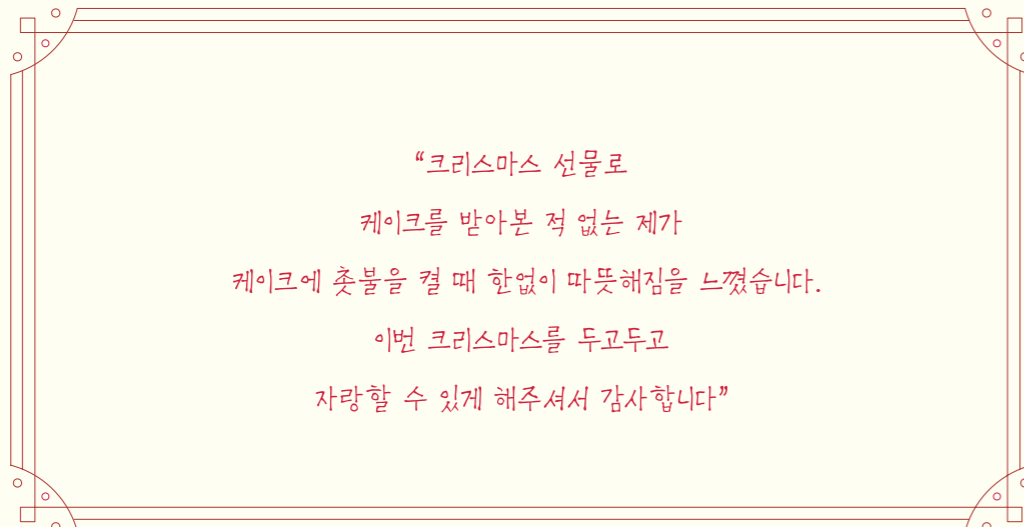 “크리스마스 선물로
케이크를 받아본 적 없는 제가
케이크에 촛불을 켤 때 한없이 따뜻해짐을 느꼈습니다.
이번 크리스마스를 두고두고
자랑할 수 있게 해주셔서 감사합니다”